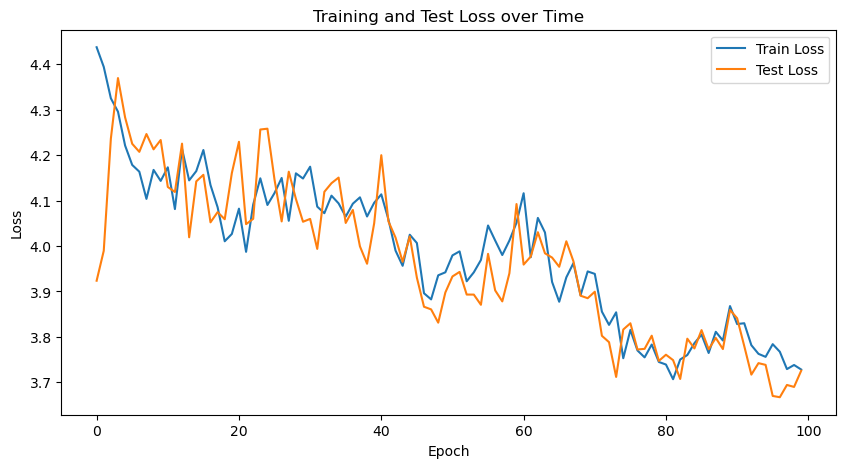 Training and Test Loss over Time
Train Loss
Test Loss
4.4
4.3
4.2
4.1
4.0
3.9
3.8
3.7
Loss
0 20 40 60 80 100
Epoch